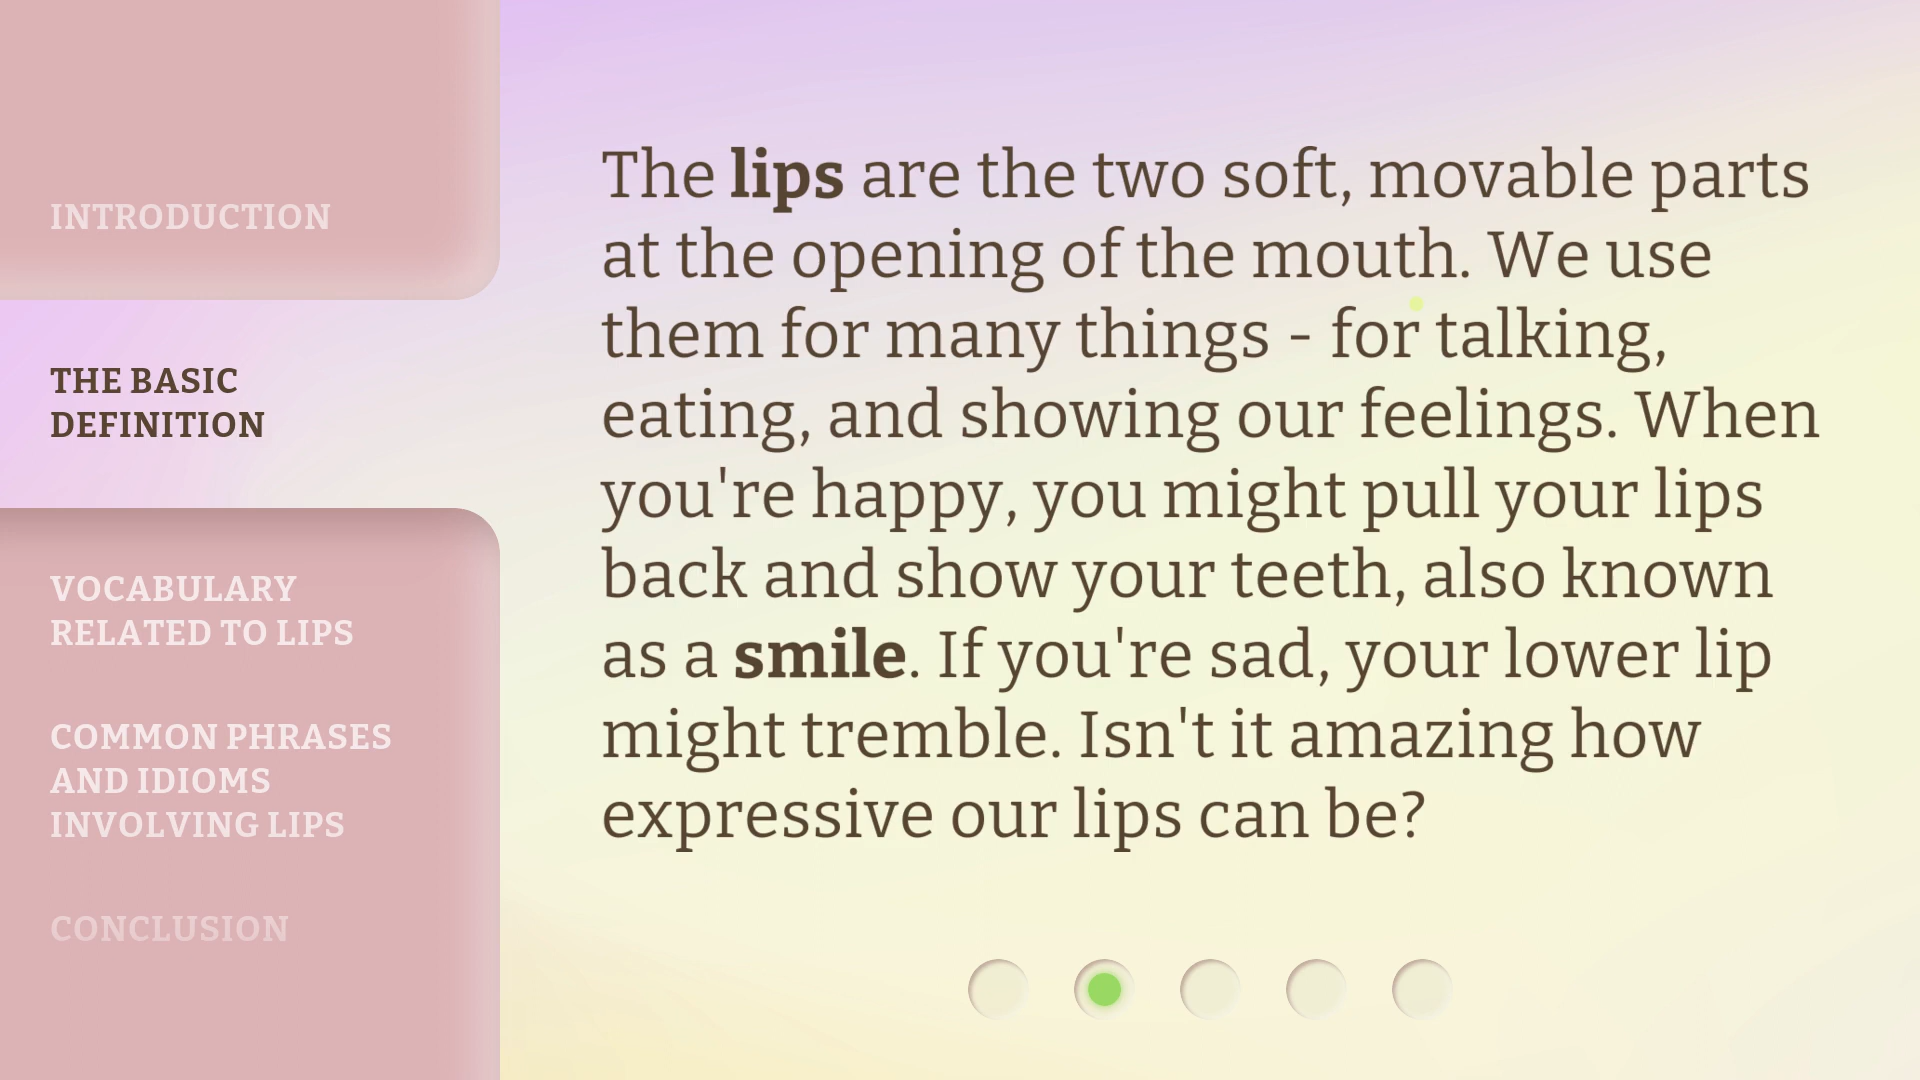 INTRODUCTION
THE BASIC
DEFINITION
VOCABULARY
RELATED TO LIPS
COMMON PHRASES
AND IDIOMS
INVOLVING LIPS
CONCLUSION
The lips are the two soft, movable parts
at the opening of the mouth. We use
them for many things - for talking,
eating, and showing our feelings. When
you're happy, you might pull your lips
back and show your teeth, also known
as a smile. If you're sad, your lower lip
might tremble. Isn't it amazing how
expressive our lips can be?